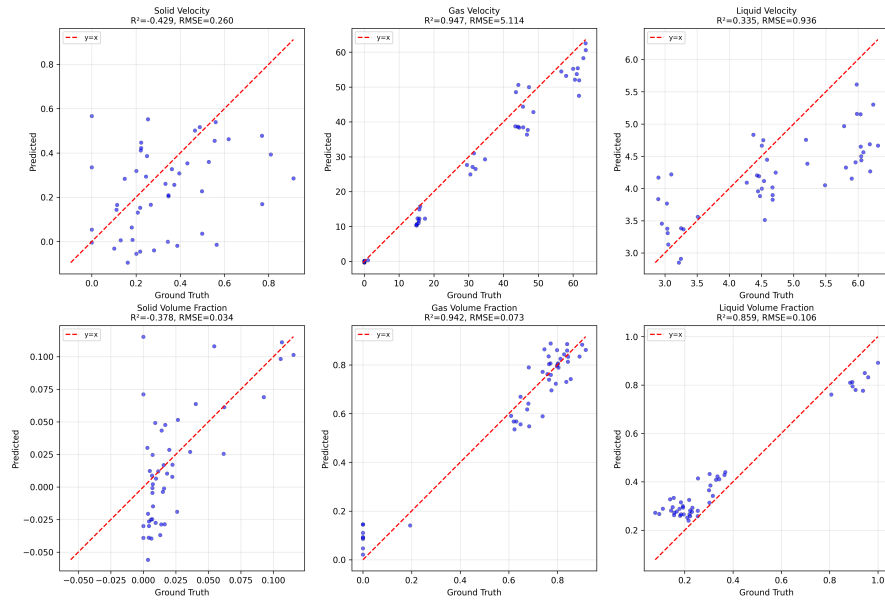 Solid Velocity
R²=-0.429, RMSE=0.260
y=x
0.8
0.6
0.4
0.2
0.0
Predicted
0.0 0.2 0.4 0.6 0.8
Ground Truth
Gas Velocity
R²=0.947, RMSE=5.114
y=x
60
50
40
30
20
10
0
Predicted
0 10 20 30 40 50 60
Ground Truth
Liquid Velocity
R²=0.335, RMSE=0.936
y=x
6.0
5.5
5.0
4.5
4.0
3.5
3.0
Predicted
3.0 3.5 4.0 4.5 5.0 5.5 6.0
Ground Truth
Solid Volume Fraction
R²=-0.378, RMSE=0.034
y=x
0.100
0.075
0.050
0.025
0.000
−0.025
−0.050
Predicted
−0.050 −0.025 0.000 0.025 0.050 0.075 0.100
Ground Truth
Gas Volume Fraction
R²=0.942, RMSE=0.073
y=x
0.8
0.6
0.4
0.2
0.0
Predicted
0.0 0.2 0.4 0.6 0.8
Ground Truth
Liquid Volume Fraction
R²=0.859, RMSE=0.106
y=x
1.0
0.8
0.6
0.4
0.2
Predicted
0.2 0.4 0.6 0.8 1.0
Ground Truth